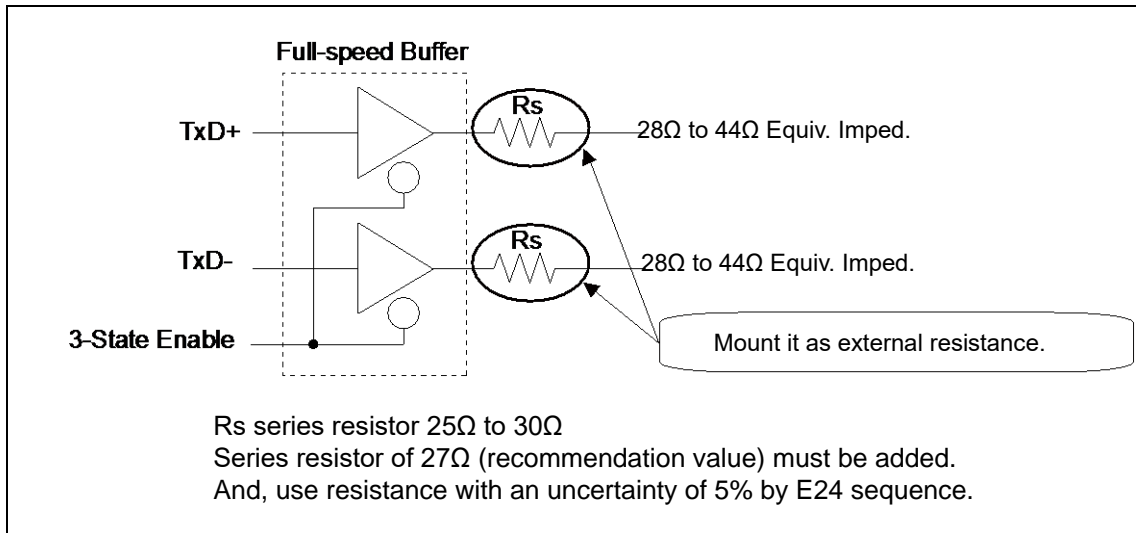 Full-speed Buffer
Rs
TxD+
28Ω to 44Ω Equiv. Imped.
Rs
TxD-
28Ω to 44Ω Equiv. Imped.
3-State Enable
Mount it as external resistance.
Rs series resistor 25Ω to 30Ω
Series resistor of 27Ω (recommendation value) must be added.
And, use resistance with an uncertainty of 5% by E24 sequence.